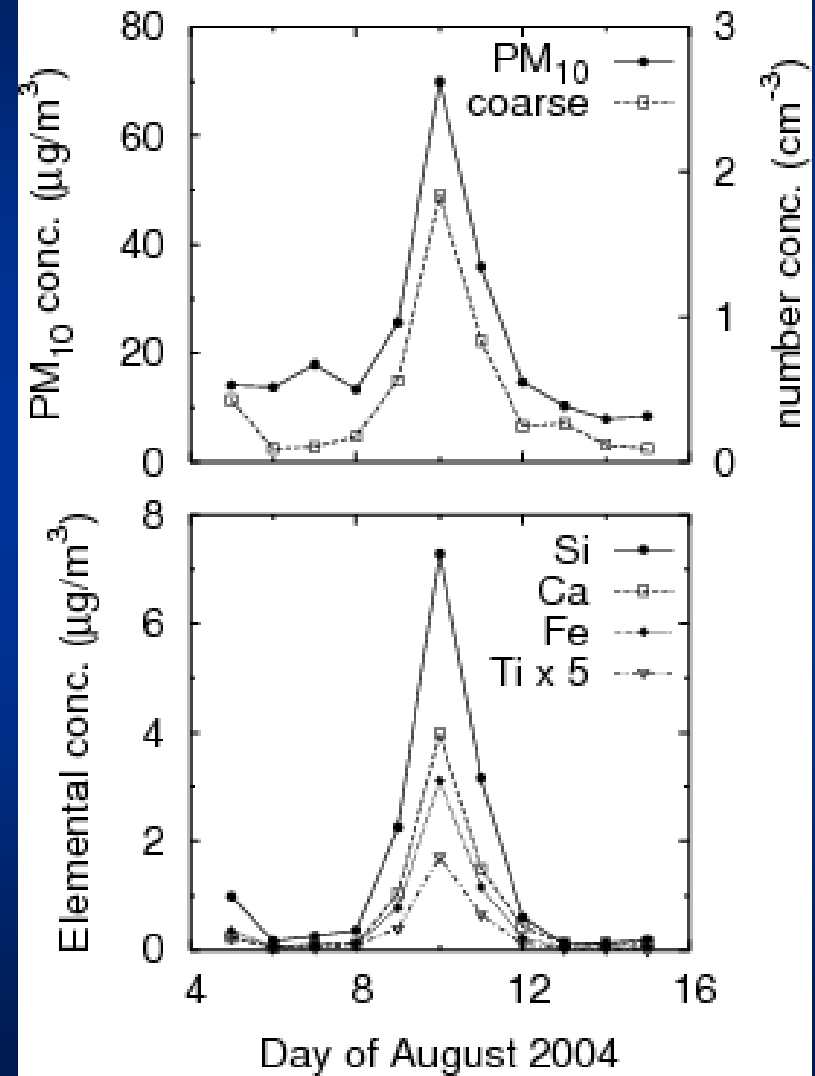 PM10 conc. (μg/m³)
80
60
40
20
0
PM10
coarse
3
2
1
0
number conc. (cm⁻³)
Elemental conc. (μg/m³)
8
6
4
2
0
Si
Ca
Fe
Ti x 5
4 8 12 16
Day of August 2004